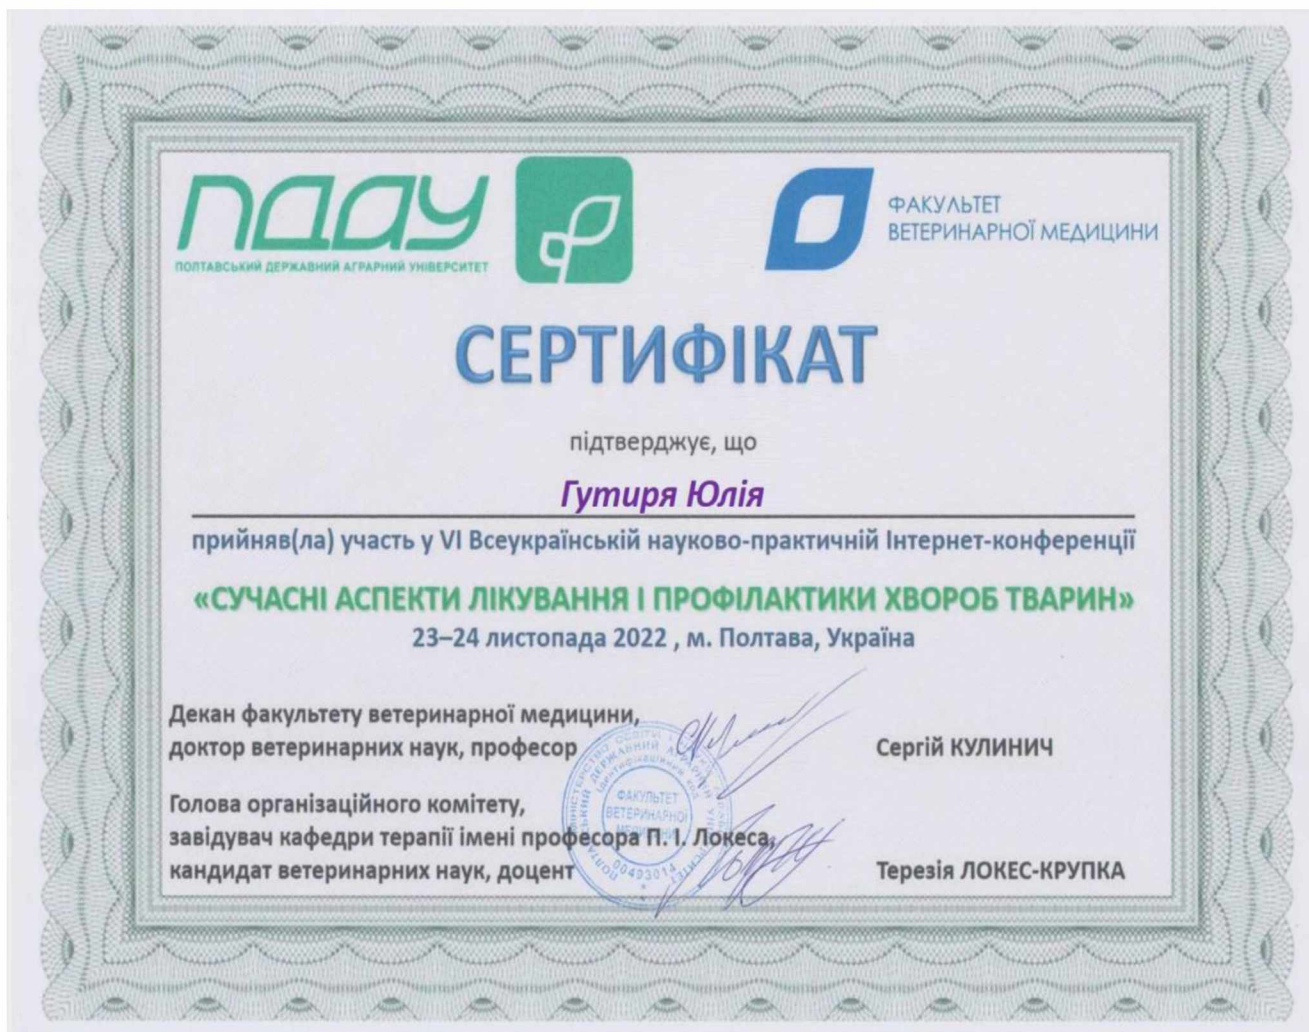 ПДАУ
ПОЛТАВСЬКИЙ ДЕРЖАВНИЙ АГРАРНИЙ УНІВЕРСИТЕТ
ФАКУЛЬТЕТ
ВЕТЕРИНАРНОЇ МЕДИЦИНИ
СЕРТИФІКАТ
підтверджує, що
Гутиря Юлія
прийняв(ла) участь у VI Всеукраїнській науково-практичній Інтернет-конференції
«СУЧАСНІ АСПЕКТИ ЛІКУВАННЯ І ПРОФІЛАКТИКИ ХВОРОБ ТВАРИН»
23–24 листопада 2022 , м. Полтава, Україна
Декан факультету ветеринарної медицини,
доктор ветеринарних наук, професор
Сергій КУЛИНИЧ
Голова організаційного комітету,
завідувач кафедри терапії імені професора П. І. Локеса,
кандидат ветеринарних наук, доцент
Терезія ЛОКЕС-КРУПКА
ФАКУЛЬТЕТ
ВЕТЕРИНАРНОЇ
МЕДИЦИНИ
00493014